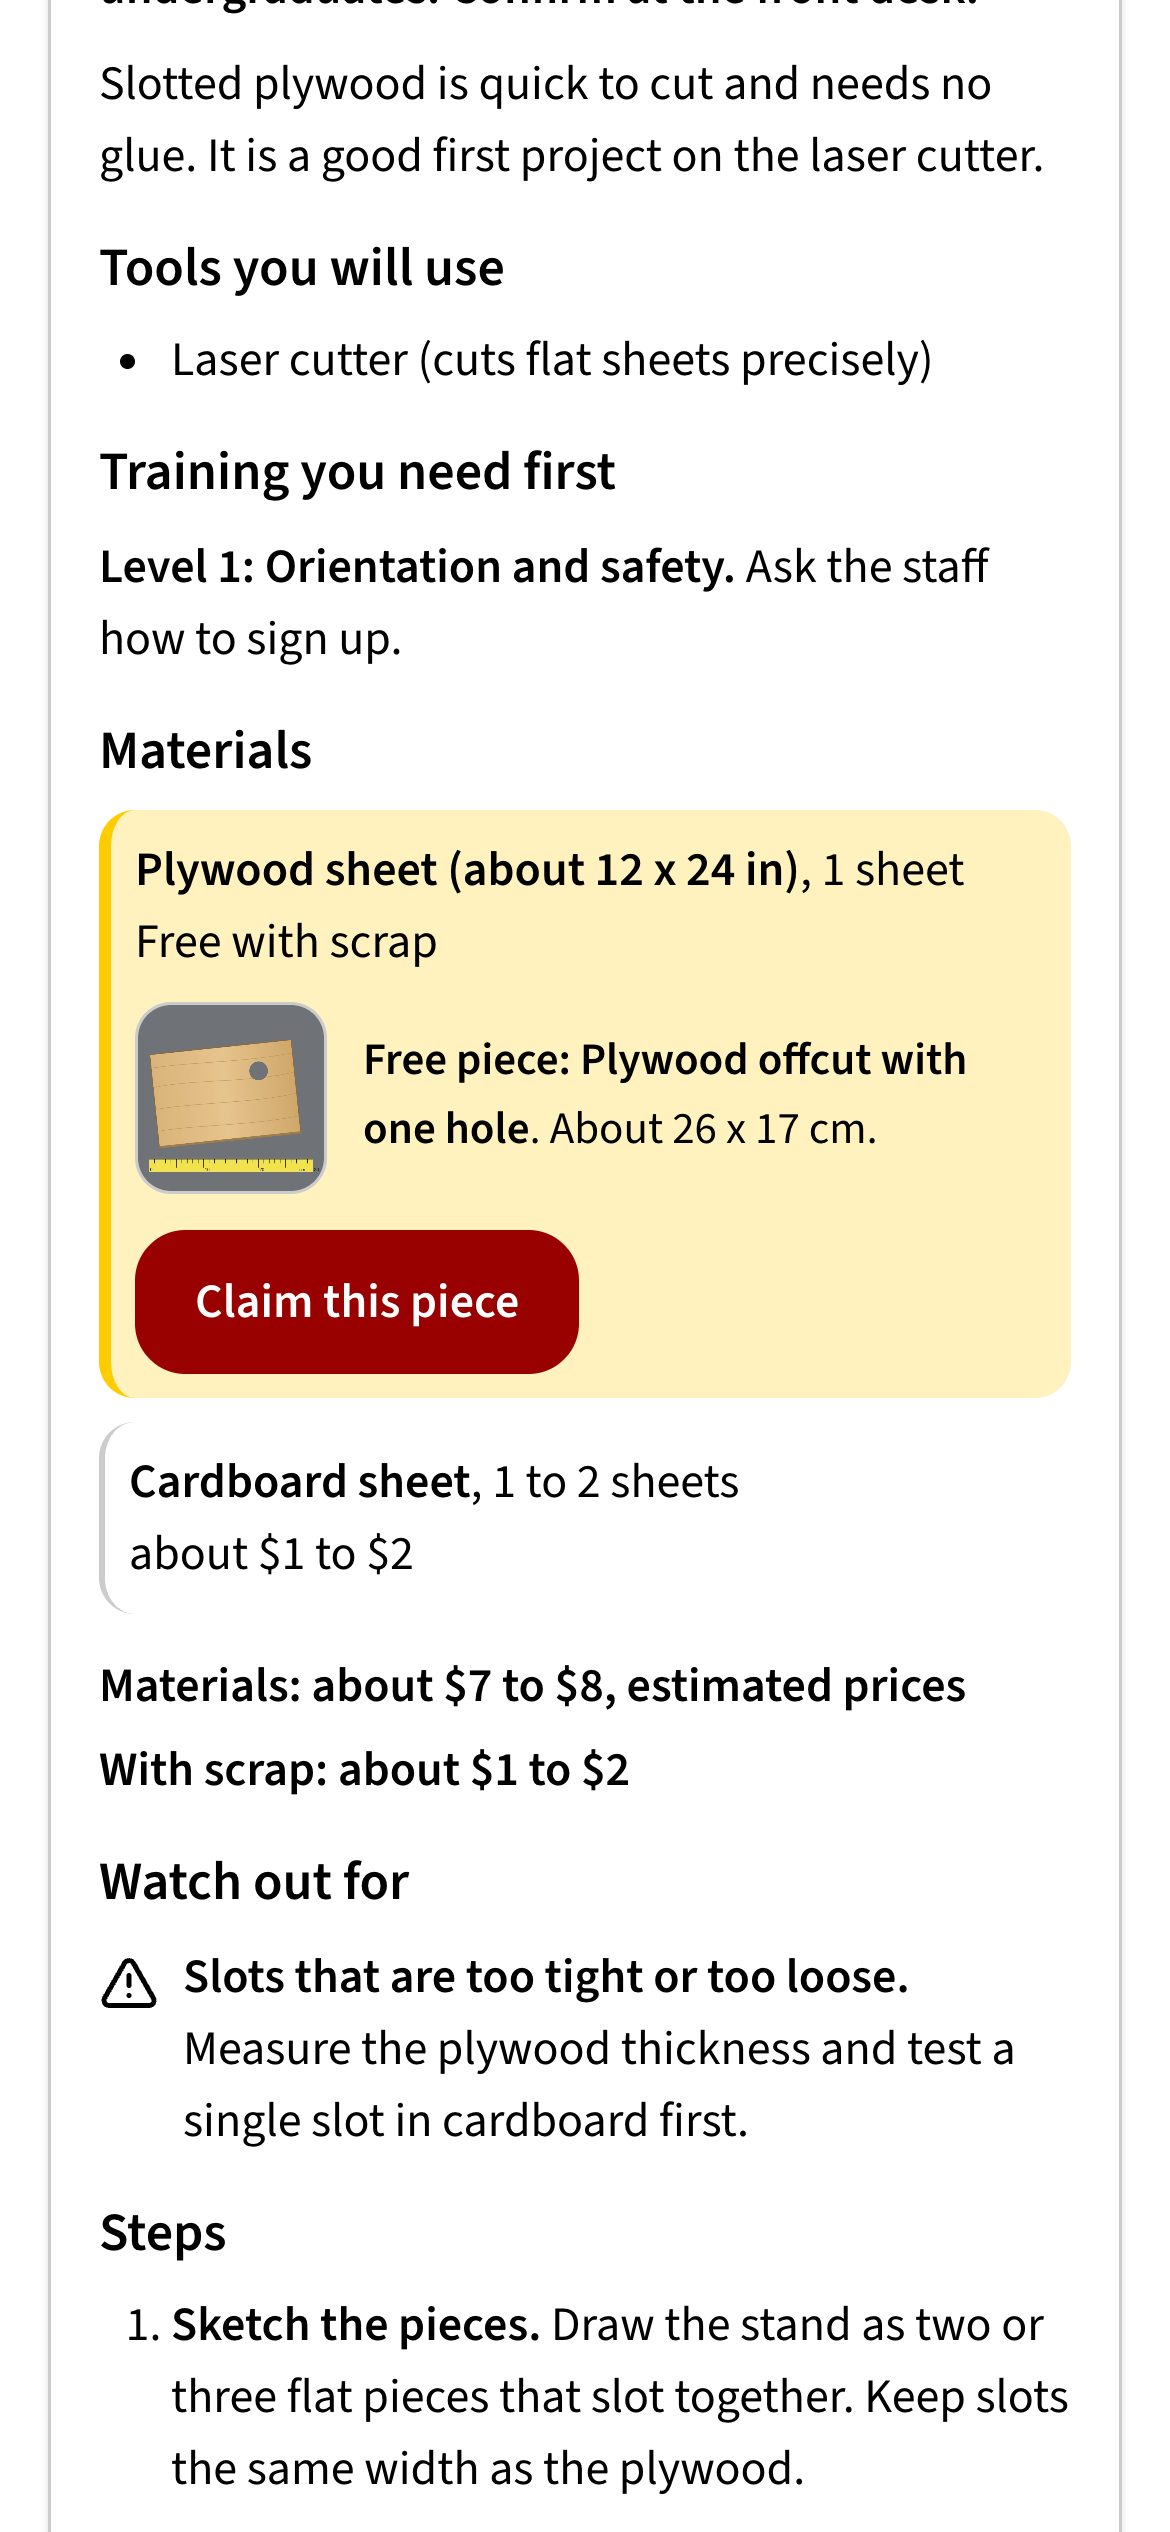 undergraduates. Confirm at the front desk.
Slotted plywood is quick to cut and needs no
glue. It is a good first project on the laser cutter.
Tools you will use
• Laser cutter (cuts flat sheets precisely)
Training you need first
Level 1: Orientation and safety. Ask the staff
how to sign up.
Materials
Plywood sheet (about 12 x 24 in), 1 sheet
Free with scrap
Free piece: Plywood offcut with
one hole. About 26 x 17 cm.
Claim this piece
Cardboard sheet, 1 to 2 sheets
about $1 to $2
Materials: about $7 to $8, estimated prices
With scrap: about $1 to $2
Watch out for
Slots that are too tight or too loose.
Measure the plywood thickness and test a
single slot in cardboard first.
Steps
1. Sketch the pieces. Draw the stand as two or
three flat pieces that slot together. Keep slots
the same width as the plywood.